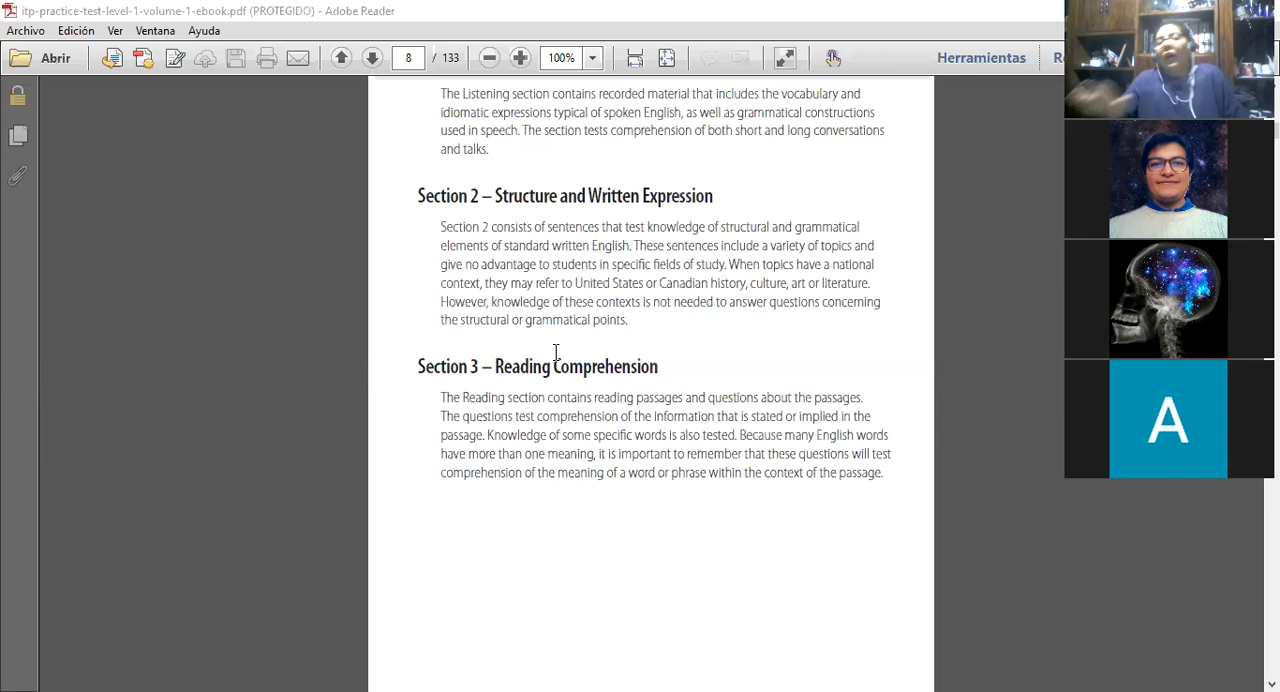 itp-practice-test-level-1-volume-1-ebook.pdf (PROTEGIDO) - Adobe Reader
Archivo Edición Ver Ventana Ayuda
Abrir 8 / 133 100% Herramientas
The Listening section contains recorded material that includes the vocabulary and
idiomatic expressions typical of spoken English, as well as grammatical constructions
used in speech. The section tests comprehension of both short and long conversations
and talks.
Section 2 – Structure and Written Expression
Section 2 consists of sentences that test knowledge of structural and grammatical
elements of standard written English. These sentences include a variety of topics and
give no advantage to students in specific fields of study. When topics have a national
context, they may refer to United States or Canadian history, culture, art or literature.
However, knowledge of these contexts is not needed to answer questions concerning
the structural or grammatical points.
Section 3 – Reading Comprehension
The Reading section contains reading passages and questions about the passages.
The questions test comprehension of the information that is stated or implied in the
passage. Knowledge of some specific words is also tested. Because many English words
have more than one meaning, it is important to remember that these questions will test
comprehension of the meaning of a word or phrase within the context of the passage.
A